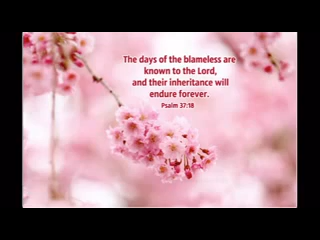 The days of the blameless are
known to the Lord,
and their inheritance will
endure forever.
Psalm 37:18